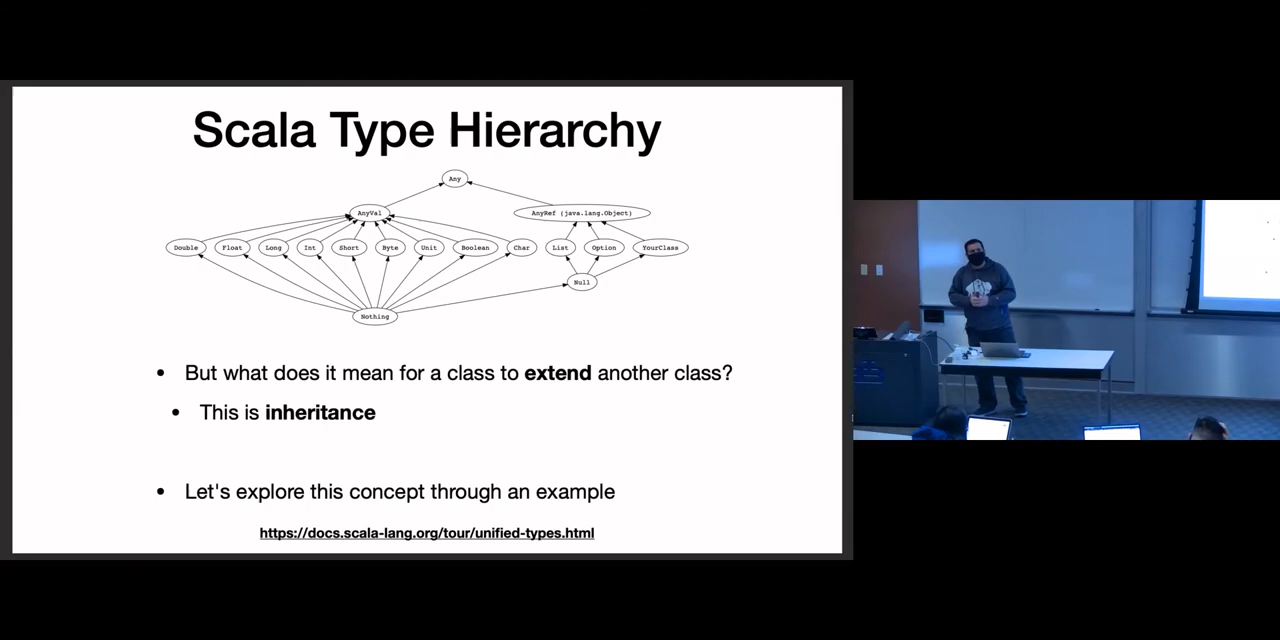 Scala Type Hierarchy
Any
AnyVal
AnyRef (java.lang.Object)
Double
Float
Long
Int
Short
Byte
Unit
Boolean
Char
List
Option
YourClass
Null
Nothing
• But what does it mean for a class to extend another class?
• This is inheritance
• Let's explore this concept through an example
https://docs.scala-lang.org/tour/unified-types.html